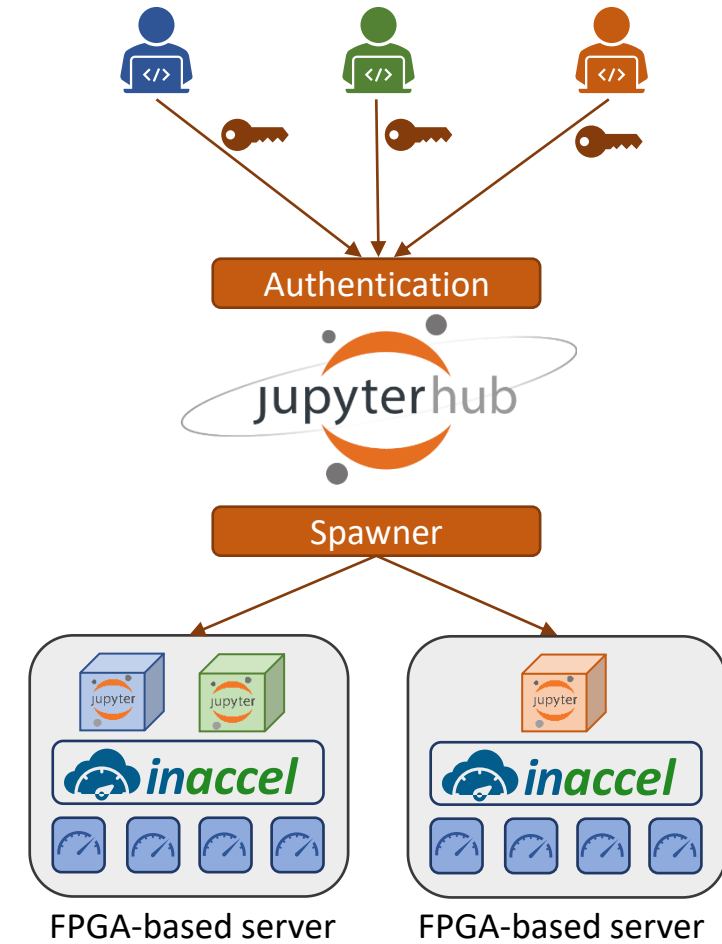 </> </> </>
Authentication
jupyterhub
Spawner
jupyter jupyter jupyter
inaccel inaccel
FPGA-based server FPGA-based server